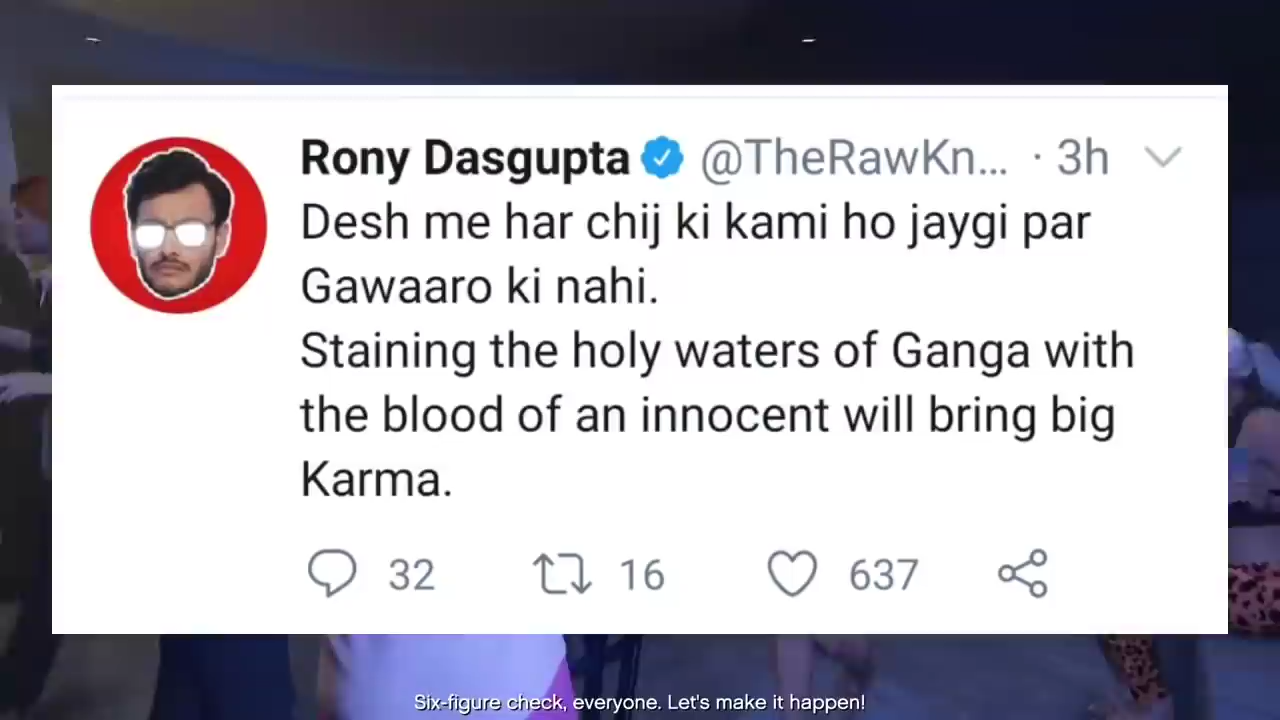 Rony Dasgupta @TheRawKn... · 3h
Desh me har chij ki kami ho jaygi par
Gawaaro ki nahi.
Staining the holy waters of Ganga with
the blood of an innocent will bring big
Karma.
32 16 637
Six-figure check, everyone. Let's make it happen!